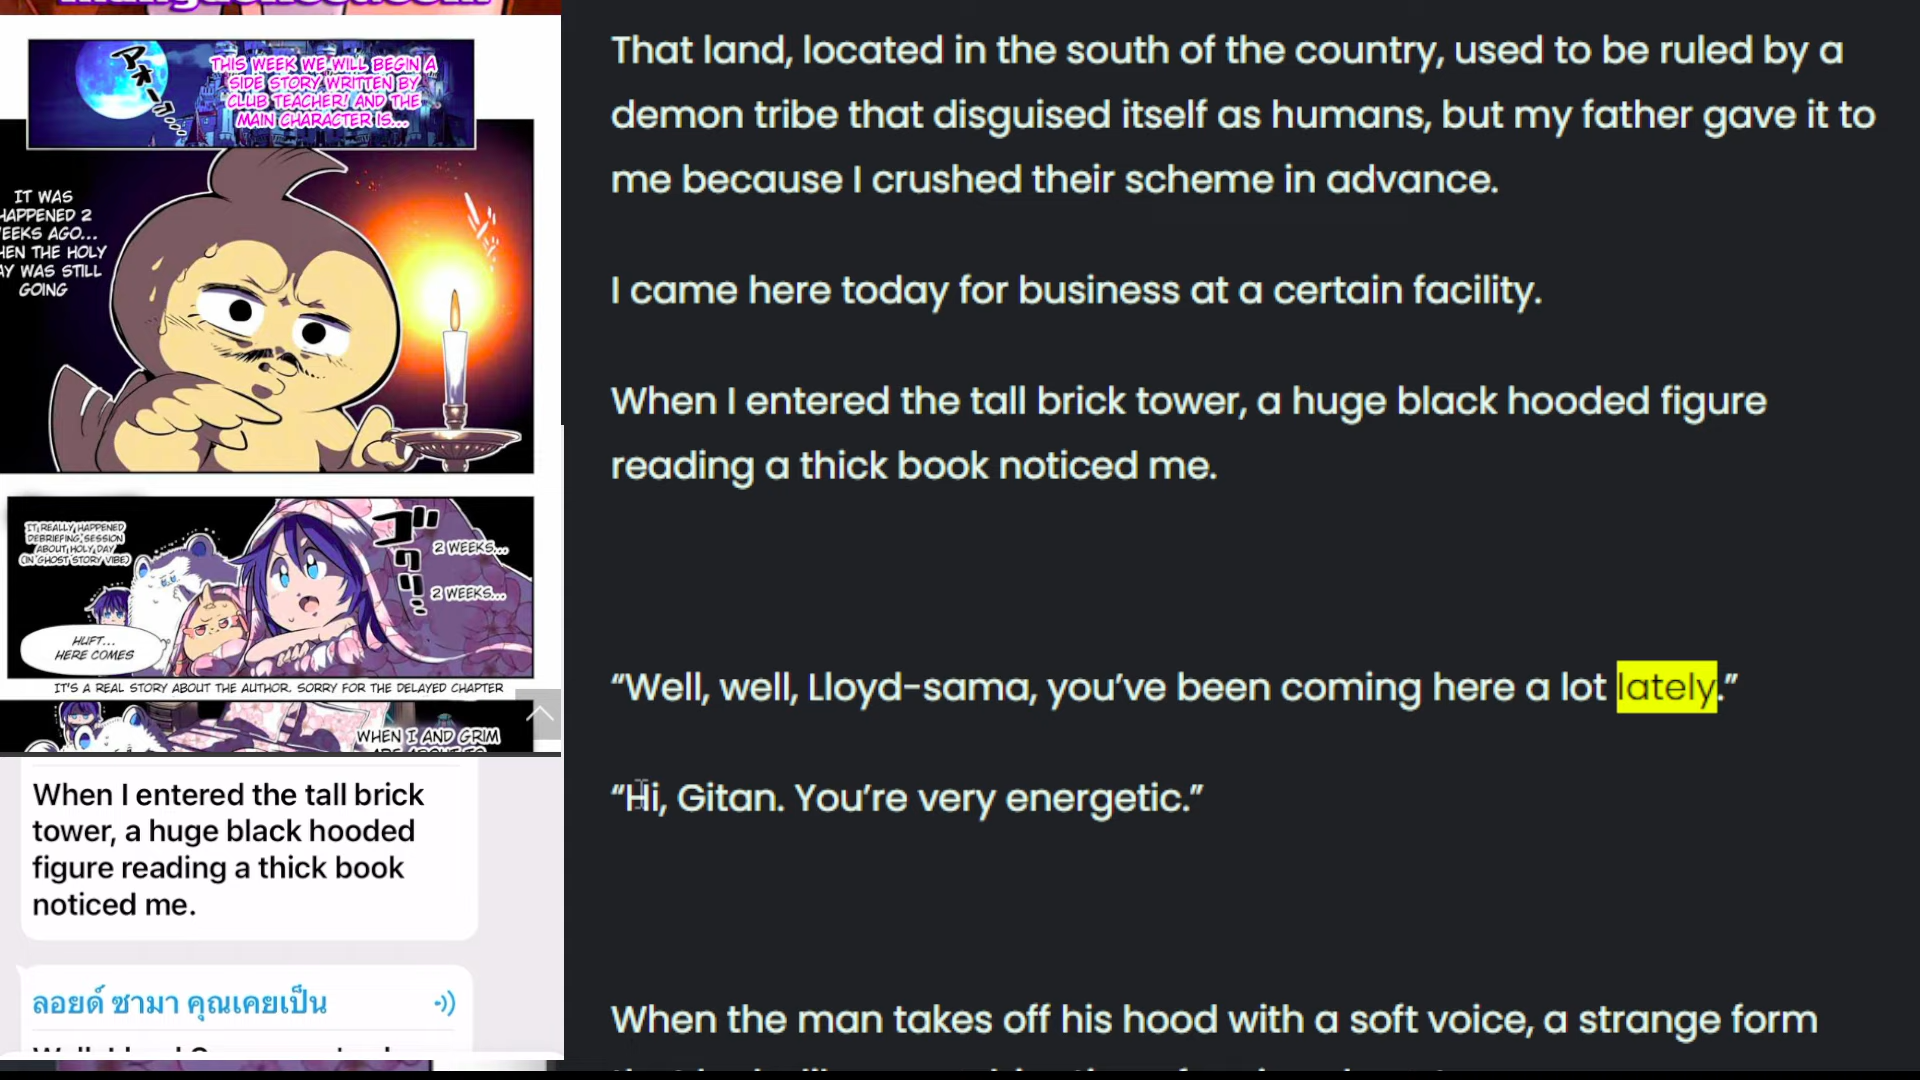 THIS WEEK WE WILL BEGIN A
SIDE STORY WRITTEN BY
CLUB TEACHER! AND THE
MAIN CHARACTER IS...
アオーン...
IT WAS
HAPPENED 2
WEEKS AGO...
WHEN THE HOLY
DAY WAS STILL
GOING
IT REALLY HAPPENED
DEBRIEFING SESSION
ABOUT HOLY DAY
(IN GHOST STORY VIBE)
ゴクリ...
2 WEEKS...
2 WEEKS...
HUFT...
HERE COMES
IT'S A REAL STORY ABOUT THE AUTHOR. SORRY FOR THE DELAYED CHAPTER
WHEN I AND GRIM
When I entered the tall brick
tower, a huge black hooded
figure reading a thick book
noticed me.
ลอยด์ ซามา คุณเคยเป็น
That land, located in the south of the country, used to be ruled by a
demon tribe that disguised itself as humans, but my father gave it to
me because I crushed their scheme in advance.
I came here today for business at a certain facility.
When I entered the tall brick tower, a huge black hooded figure
reading a thick book noticed me.
“Well, well, Lloyd-sama, you’ve been coming here a lot lately.”
“Hi, Gitan. You’re very energetic.”
When the man takes off his hood with a soft voice, a strange form